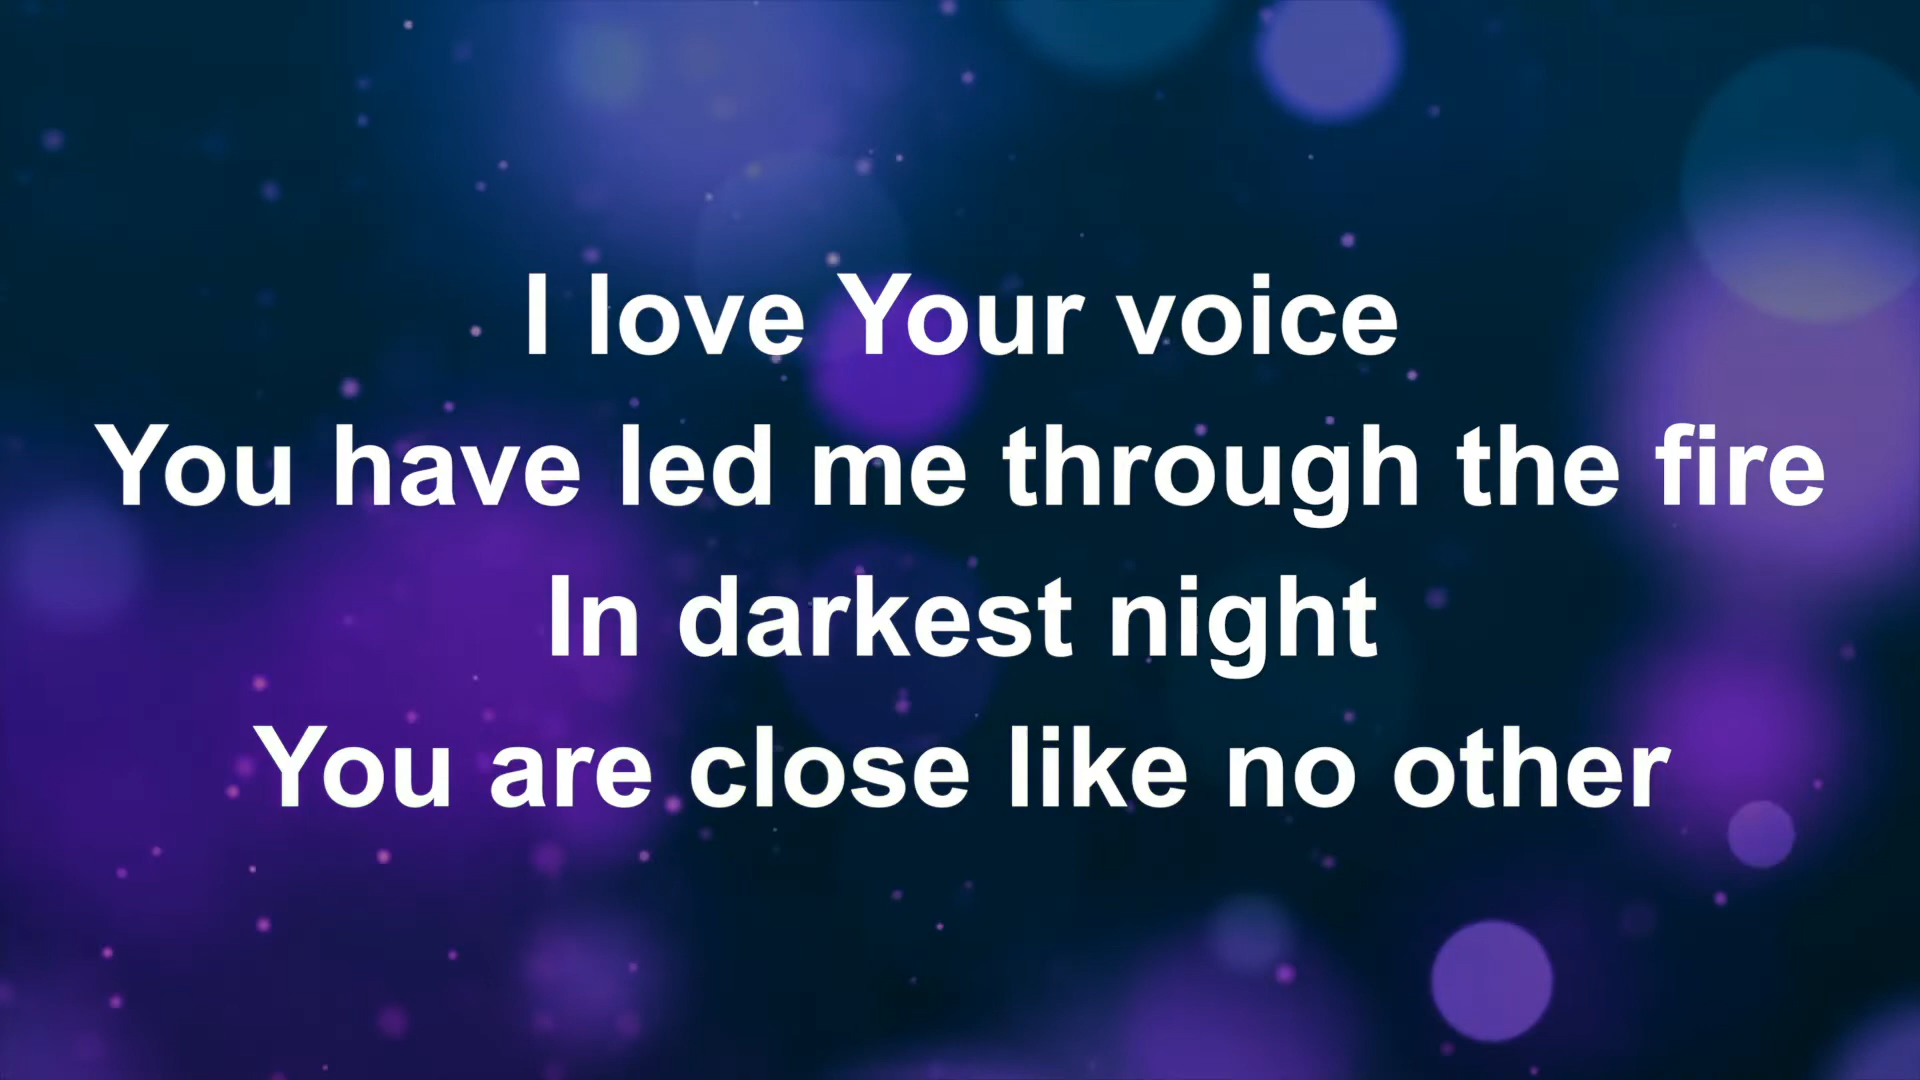 I love Your voice
You have led me through the fire
In darkest night
You are close like no other